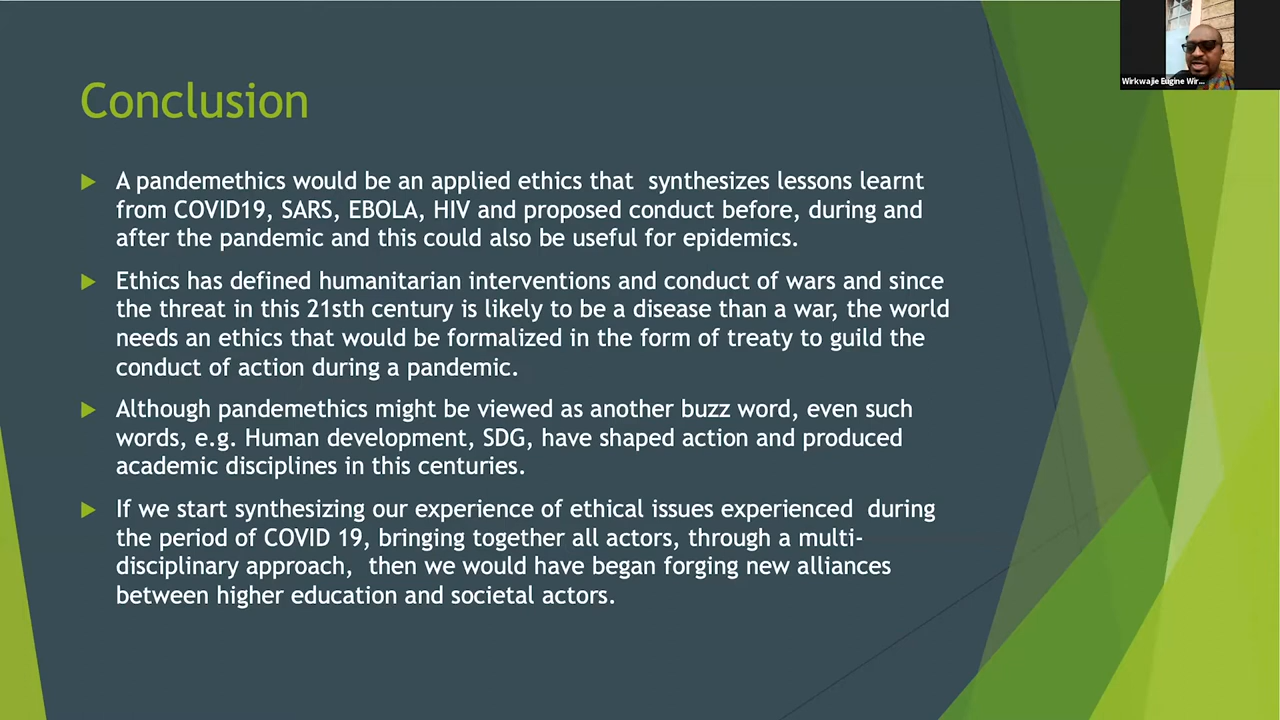 Wirkwajie Eugine Wir...
Conclusion
A pandemethics would be an applied ethics that synthesizes lessons learnt
from COVID19, SARS, EBOLA, HIV and proposed conduct before, during and
after the pandemic and this could also be useful for epidemics.
Ethics has defined humanitarian interventions and conduct of wars and since
the threat in this 21sth century is likely to be a disease than a war, the world
needs an ethics that would be formalized in the form of treaty to guild the
conduct of action during a pandemic.
Although pandemethics might be viewed as another buzz word, even such
words, e.g. Human development, SDG, have shaped action and produced
academic disciplines in this centuries.
If we start synthesizing our experience of ethical issues experienced during
the period of COVID 19, bringing together all actors, through a multi-
disciplinary approach, then we would have began forging new alliances
between higher education and societal actors.